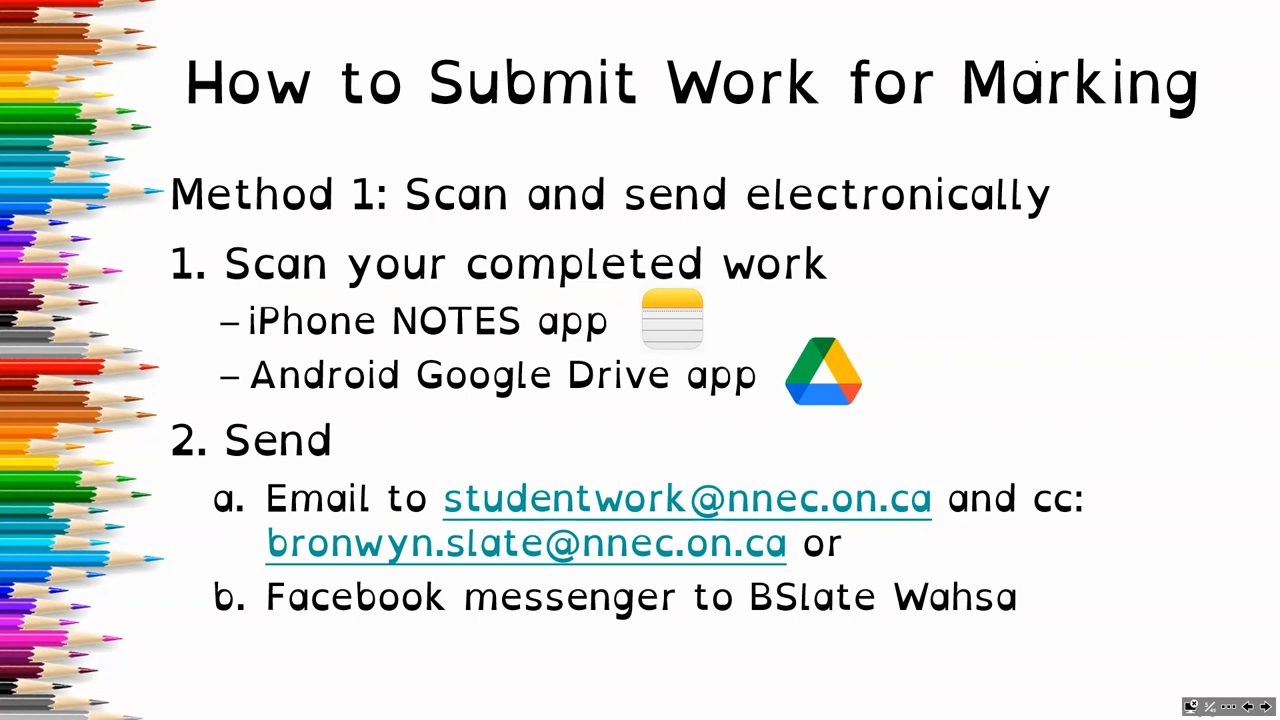 How to Submit Work for Marking
Method 1: Scan and send electronically
1. Scan your completed work
– iPhone NOTES app
– Android Google Drive app
2. Send
a. Email to studentwork@nnec.on.ca and cc:
bronwyn.slate@nnec.on.ca or
b. Facebook messenger to BSlate Wahsa